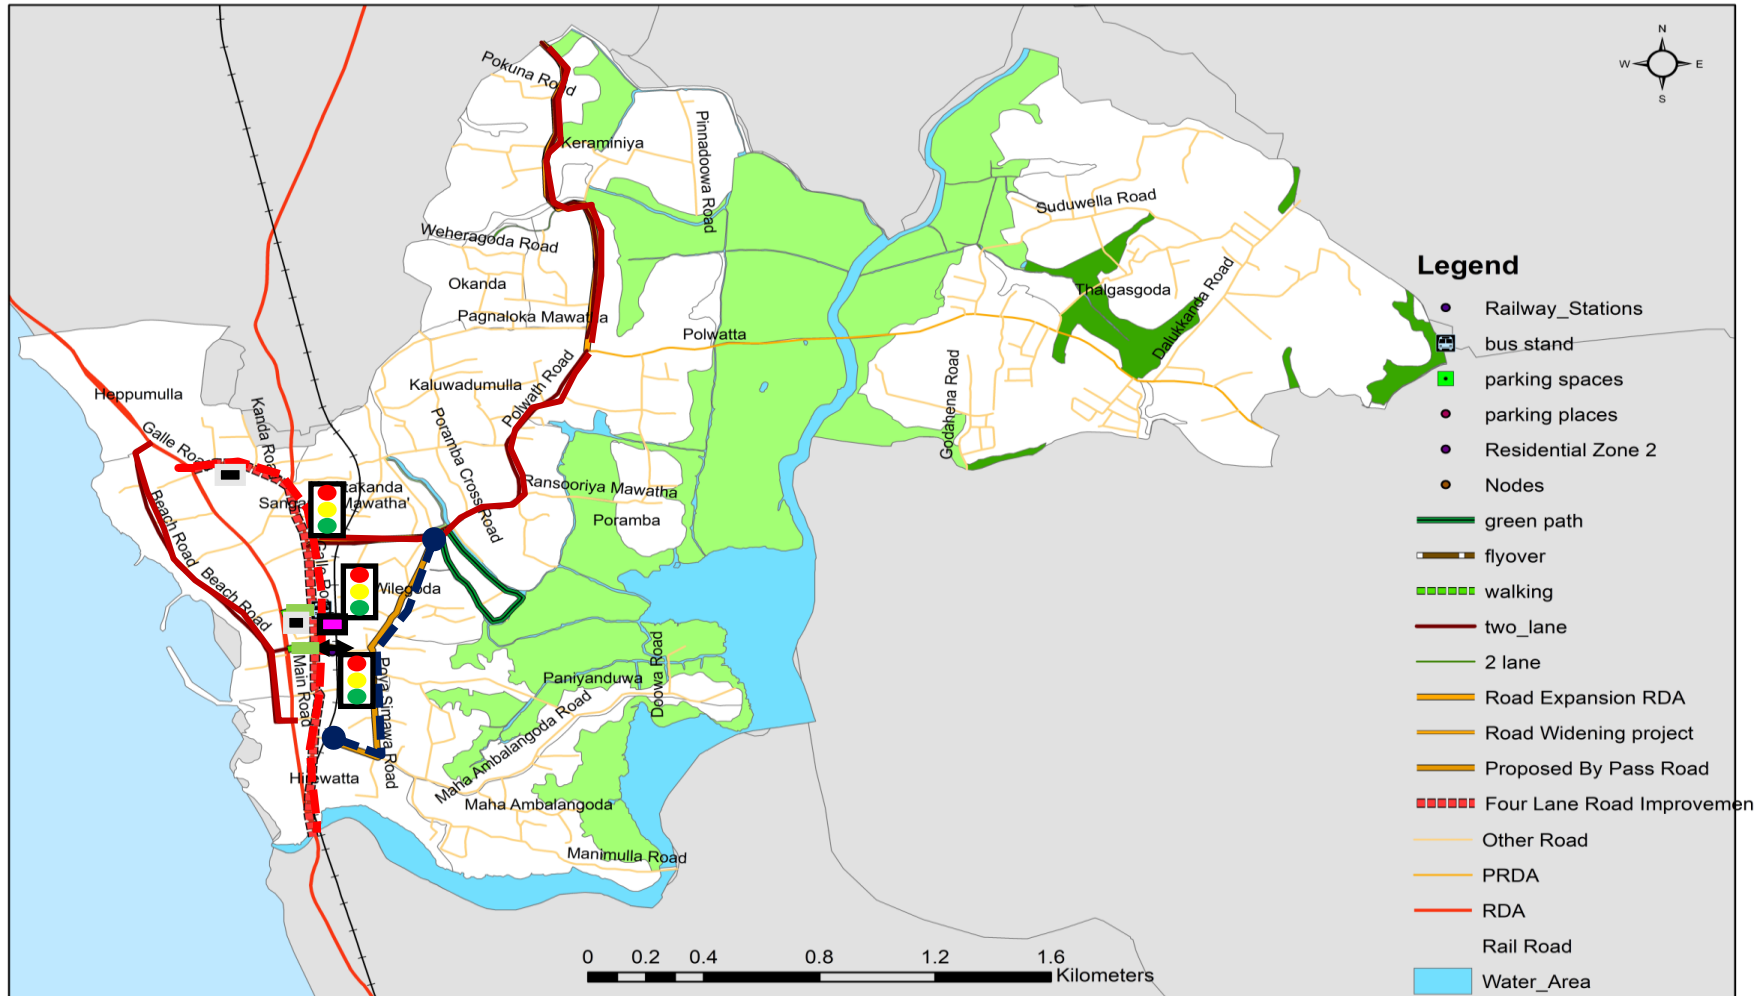 N
W E
S
Pokuna Road
Keraminiya
Pinnadoowa Road
Weheragoda Road
Suduwella Road
Okanda
Thalgasgoda
Pagnaloka Mawatha
Polwatta
Dalukkanda Road
Kaluwadumulla
Polwath Road
Godahena Road
Heppumulla
Galle Road
Kanda Road
Poramba Cross Road
Ransooriya Mawatha
Poramba
Beach Road
Mawatha'
Beach Road
Wilegoda
Main Road
Poya Simawa Road
Paniyanduwa
Doowa Road
Maha Ambalangoda Road
Hirewatta
Maha Ambalangoda
Manimulla Road
0 0.2 0.4 0.8 1.2 1.6
Kilometers
Legend
Railway_Stations
bus stand
parking spaces
parking places
Residential Zone 2
Nodes
green path
flyover
walking
two_lane
2 lane
Road Expansion RDA
Road Widening project
Proposed By Pass Road
Four Lane Road Improvemen
Other Road
PRDA
RDA
Rail Road
Water_Area